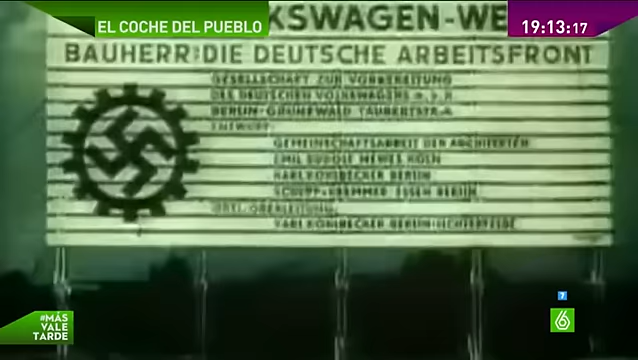 EL COCHE DEL PUEBLO
19:13:17
KSWAGEN-WE
BAUHERR: DIE DEUTSCHE ARBEITSFRONT
GESELLSCHAFT ZUR VORBEREITUNG
DES DEUTSCHEN VOLKSWAGENS
BERLIN-GRUNEWALD TAUBERTSTR.4
ENTWURF:
GEMEINSCHAFTSARBEIT DER ARCHITEKTEN
EMIL RUDOLF MEWES KÖLN
KARL KOHLBECKER BERLIN
SCHUPP-KREMMER ESSEN BERLIN
KARL KOHLBECKER BERLIN-LICHTERFELDE
7
6
#MÁS
VALE
TARDE